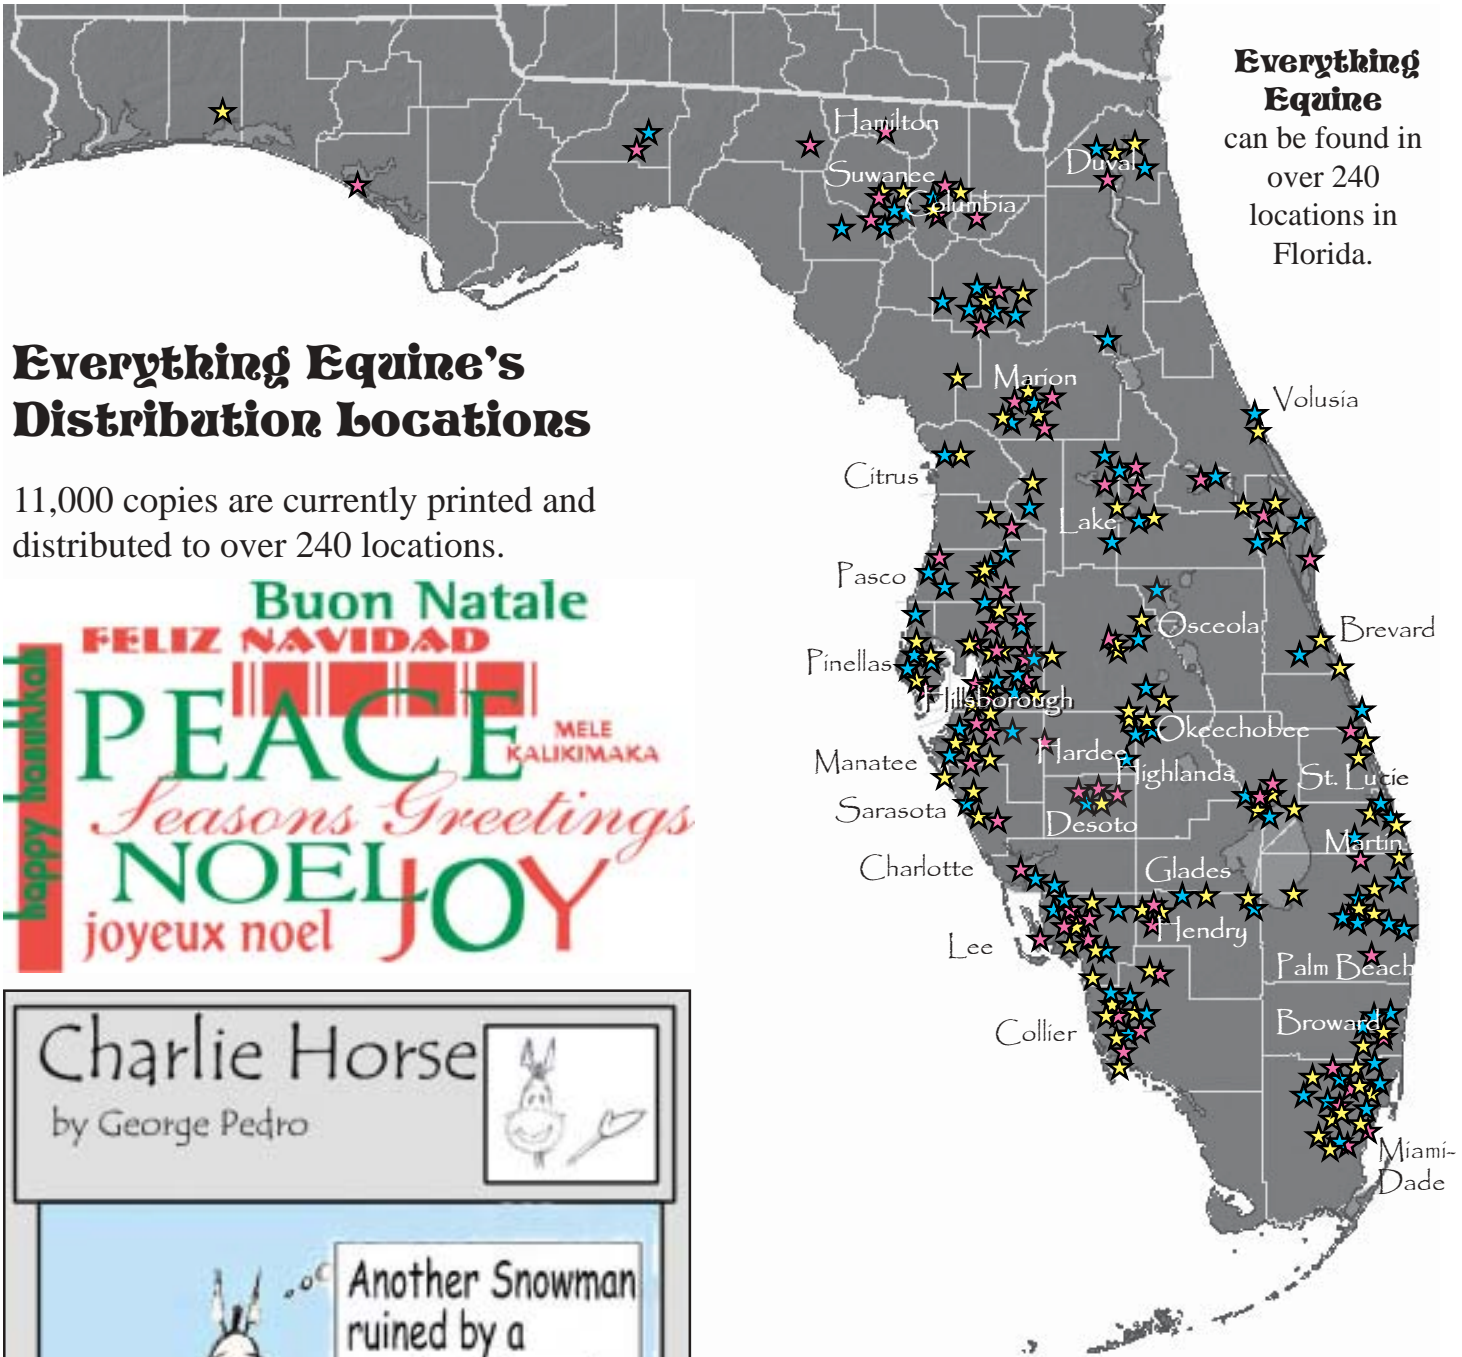 Everything
Equine
can be found in
over 240
locations in
Florida.
Everything Equine's
Distribution Locations
11,000 copies are currently printed and
distributed to over 240 locations.
Hamilton
Suwanee
Columbia
Duval
Marion
Volusia
Citrus
Lake
Pasco
Osceola
Brevard
Pinellas
Hillsborough
Okeechobee
Hardee
Manatee
Highlands
St. Lucie
Sarasota
Desoto
Martin
Charlotte
Glades
Hendry
Lee
Palm Beach
Collier
Broward
Miami-
Dade
Buon Natale
FELIZ NAVIDAD
happy hanukkah
PEACE
MELE
KALIKIMAKA
Seasons Greetings
NOEL
JOY
joyeux noel
Charlie Horse
by George Pedro
Another Snowman
ruined by a